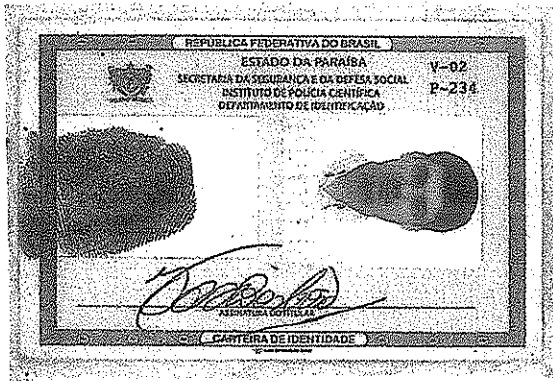 REPÚBLICA FEDERATIVA DO BRASIL
ESTADO DA PARAÍBA
V-02
SECRETARIA DA SEGURANÇA E DA DEFESA SOCIAL
P-234
INSTITUTO DE POLÍCIA CIENTÍFICA
DEPARTAMENTO DE IDENTIFICAÇÃO
ASSINATURA DO TITULAR
CARTEIRA DE IDENTIDADE